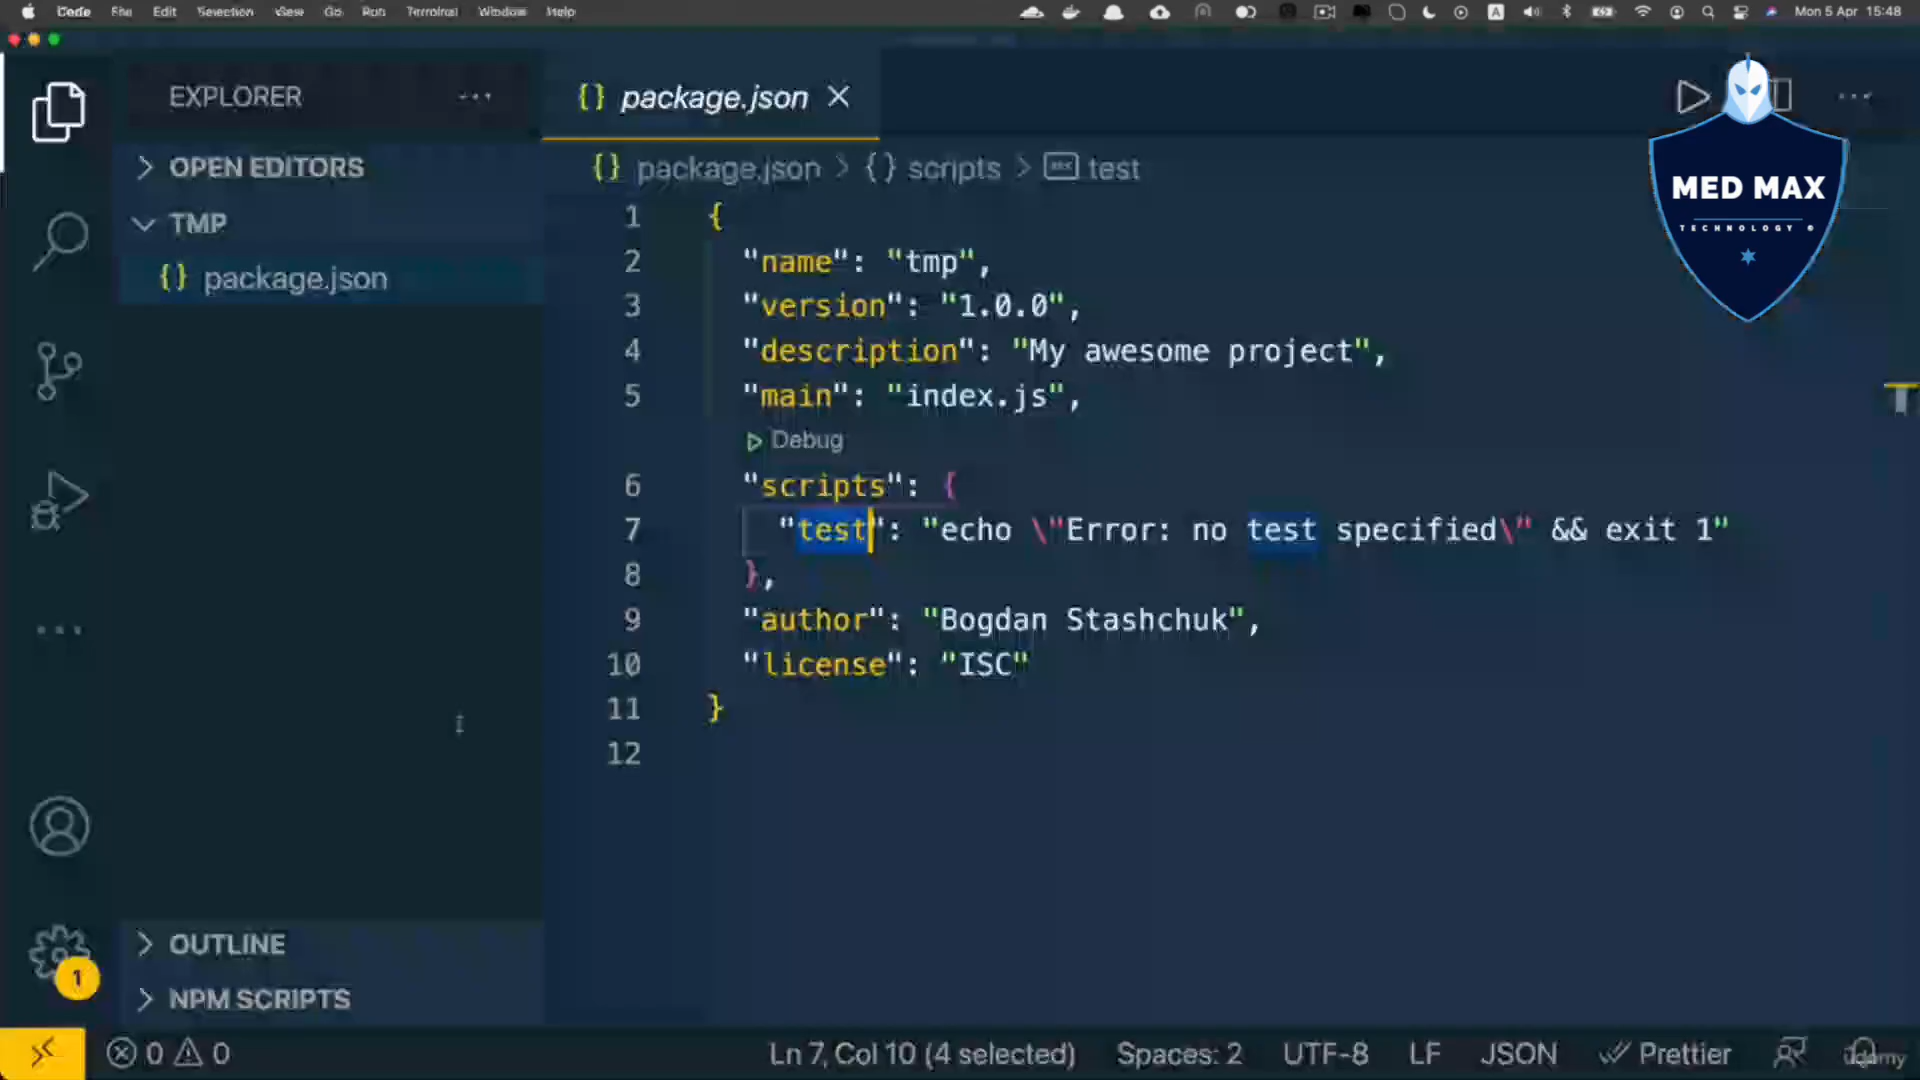 Code File Edit Selection View Go Run Terminal Window Help
Mon 5 Apr 15:48
EXPLORER
package.json
OPEN EDITORS
TMP
package.json
package.json > {} scripts > test
1 {
2 "name": "tmp",
3 "version": "1.0.0",
4 "description": "My awesome project",
5 "main": "index.js",
Debug
6 "scripts": {
7 "test": "echo \"Error: no test specified\" && exit 1"
8 },
9 "author": "Bogdan Stashchuk",
10 "license": "ISC"
11 }
12
MED MAX
TECHNOLOGY
OUTLINE
1
NPM SCRIPTS
0 0
Ln 7, Col 10 (4 selected) Spaces: 2 UTF-8 LF JSON Prettier
udemy